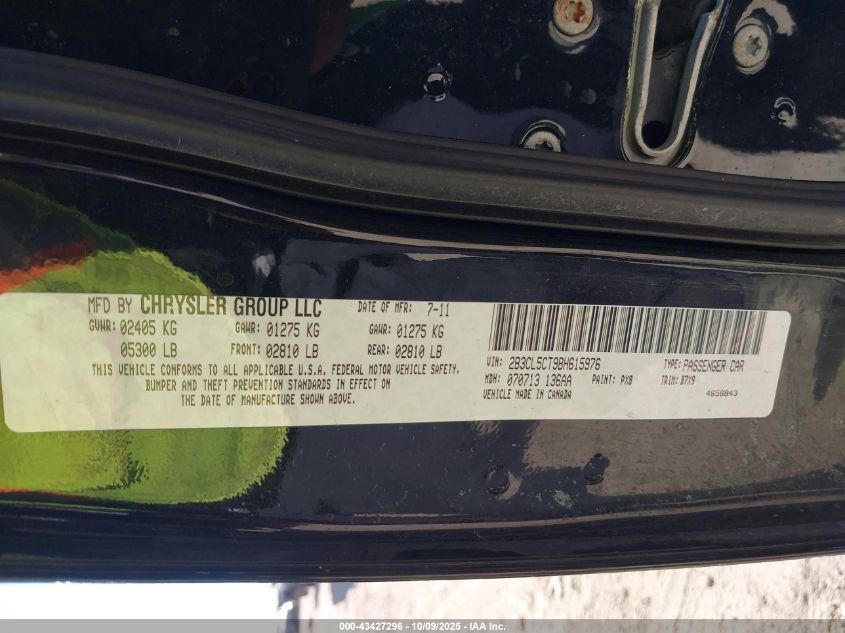 MFD BY CHRYSLER GROUP LLC DATE OF MFR: 7-11
GVWR: 02405 KG GAWR: 01275 KG GAWR: 01275 KG
05300 LB FRONT: 02810 LB REAR: 02810 LB
THIS VEHICLE CONFORMS TO ALL APPLICABLE U.S.A. FEDERAL MOTOR VEHICLE SAFETY,
BUMPER AND THEFT PREVENTION STANDARDS IN EFFECT ON
THE DATE OF MANUFACTURE SHOWN ABOVE.
VIN: 2B3CL5CT9BH615976 TYPE: PASSENGER CAR
MDH: 070713 136AA PAINT: PX8 TRIM: B7X9
VEHICLE MADE IN CANADA 4658943
000-43427296 - 10/09/2025 - IAA Inc.